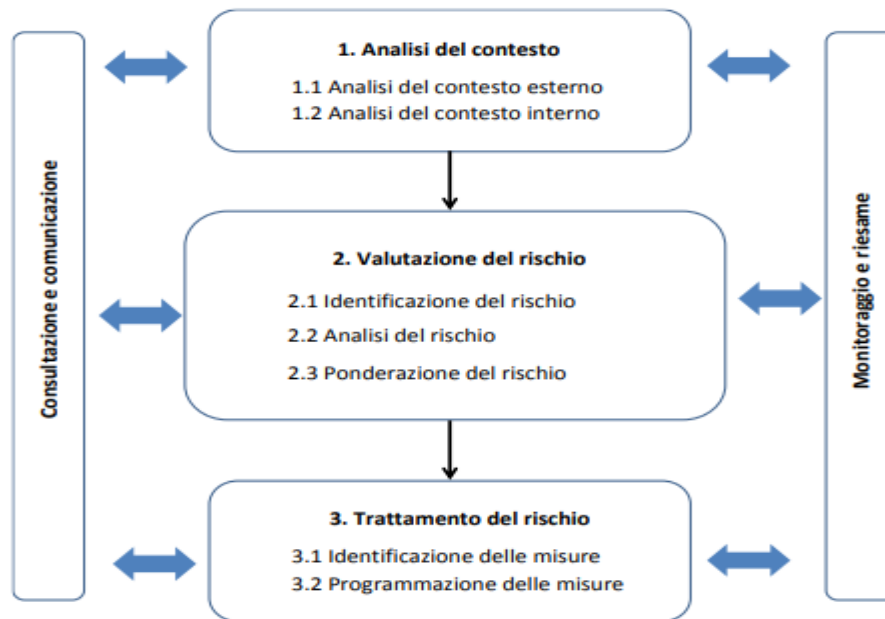 1. Analisi del contesto
1.1 Analisi del contesto esterno
1.2 Analisi del contesto interno
Consultazione e comunicazione
2. Valutazione del rischio
2.1 Identificazione del rischio
2.2 Analisi del rischio
2.3 Ponderazione del rischio
Monitoraggio e riesame
3. Trattamento del rischio
3.1 Identificazione delle misure
3.2 Programmazione delle misure